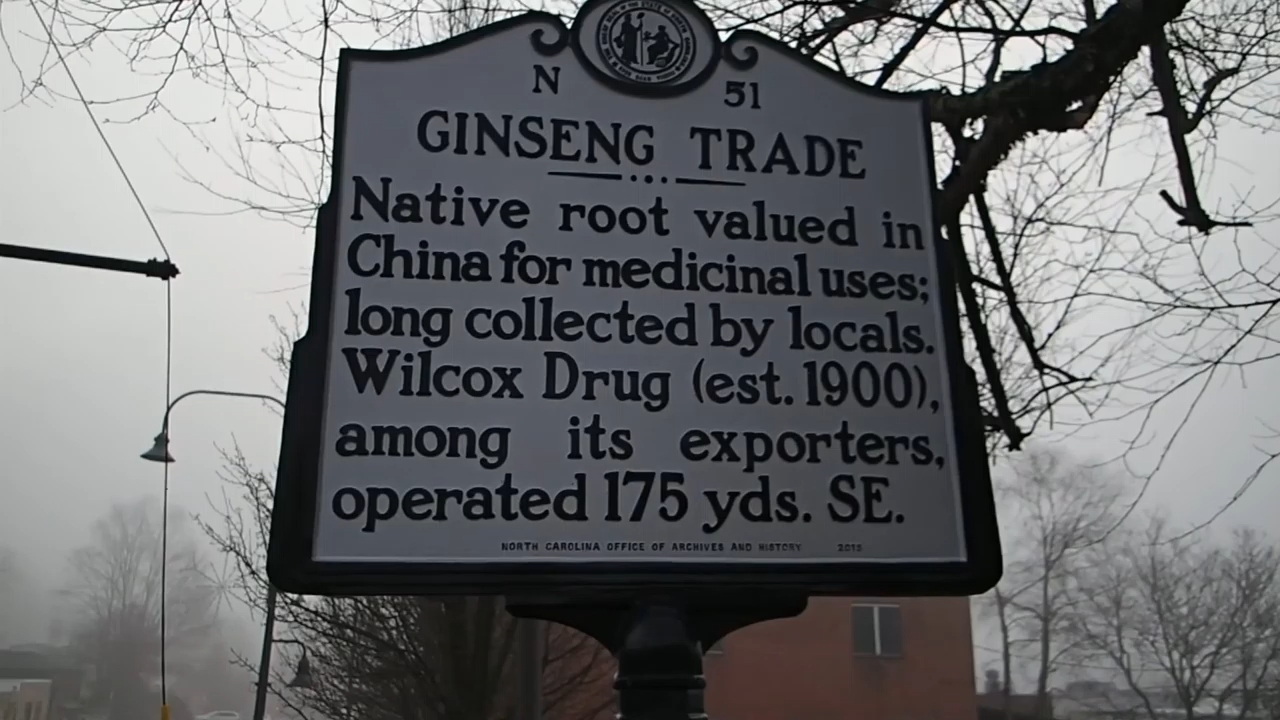 N 51
GINSENG TRADE
Native root valued in
China for medicinal uses;
long collected by locals.
Wilcox Drug (est. 1900),
among its exporters,
operated 175 yds. SE.
NORTH CAROLINA OFFICE OF ARCHIVES AND HISTORY 2015